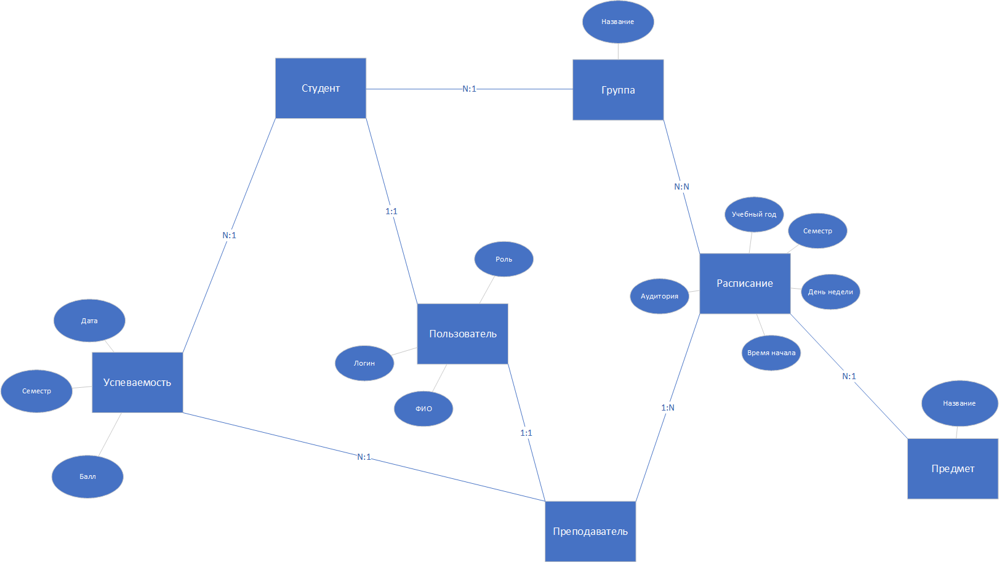 Название
Студент
N:1
Группа
N:N
1:1
Учебный год
Семестр
N:1
Роль
Расписание
День недели
Аудитория
Дата
Пользователь
Время начала
Логин
Успеваемость
N:1
Семестр
ФИО
1:N
Название
1:1
N:1
Предмет
Балл
Преподаватель